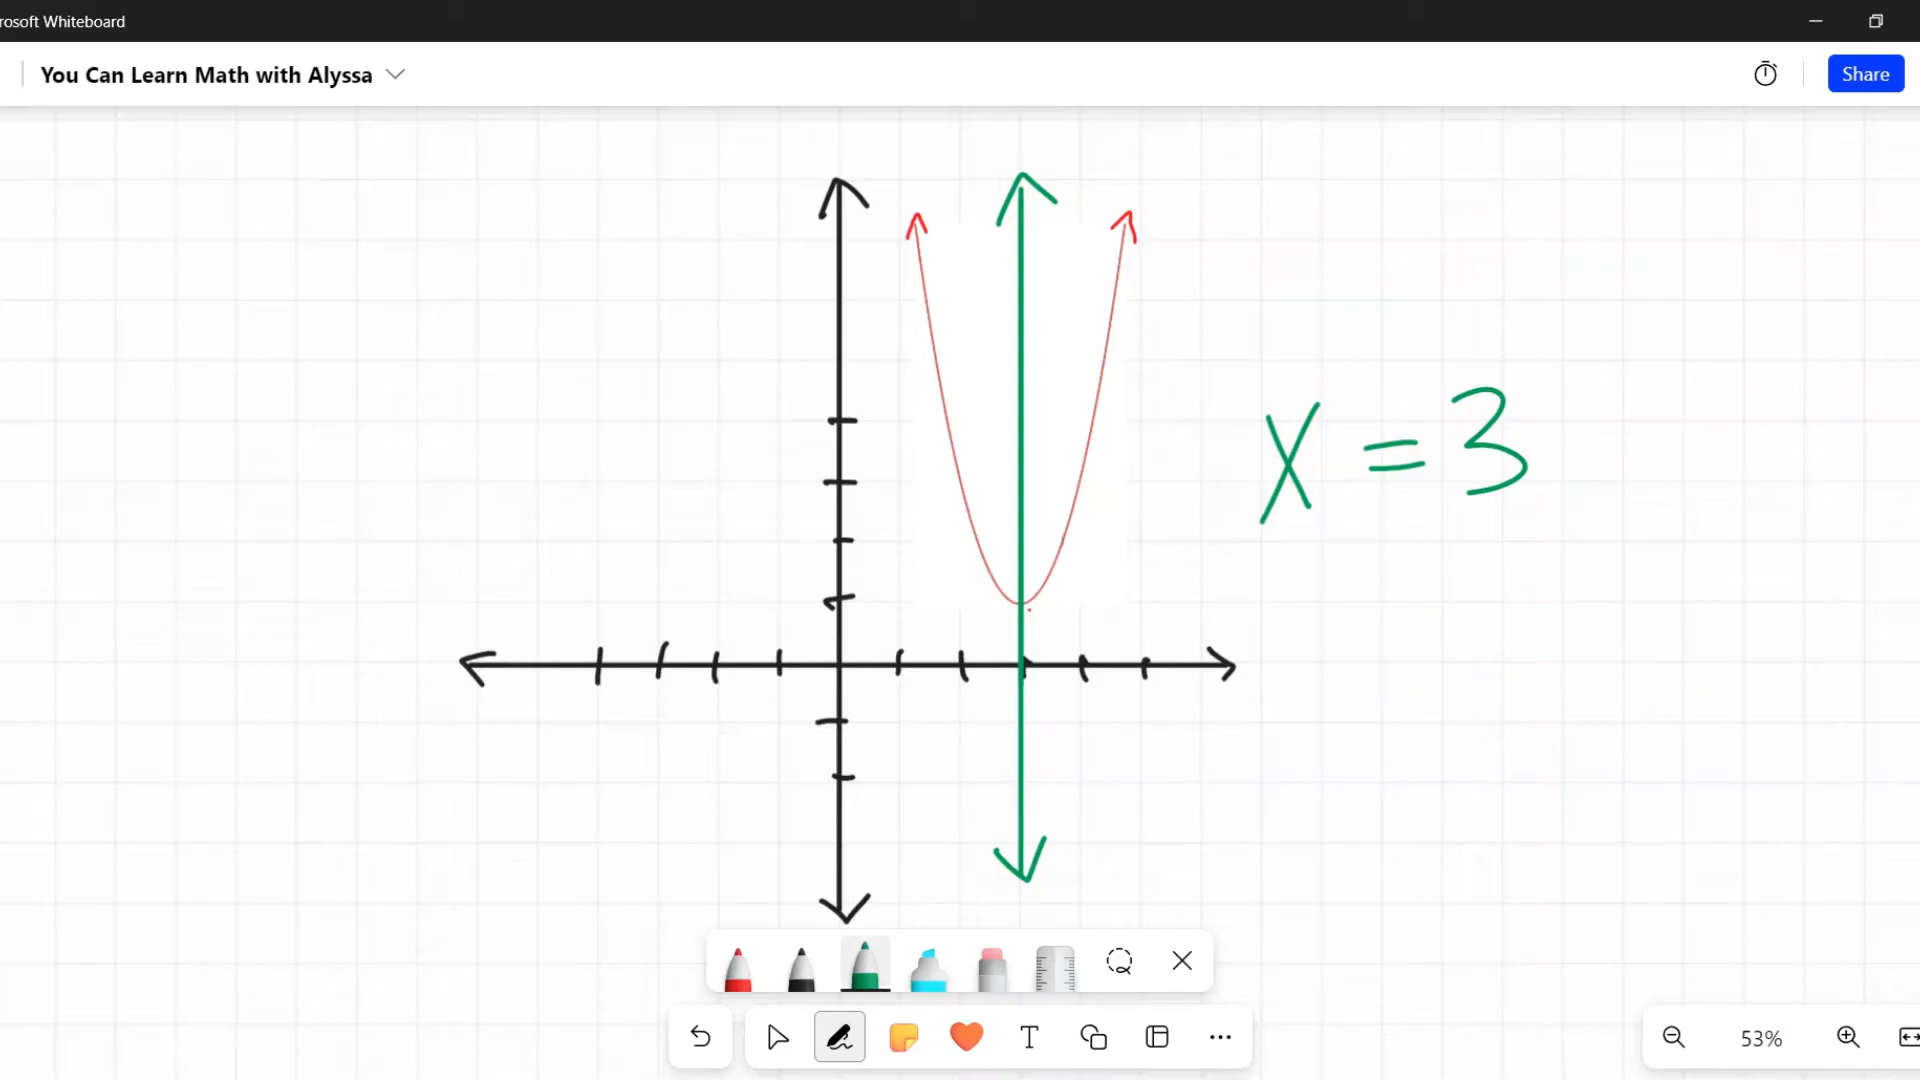 rosoft Whiteboard
You Can Learn Math with Alyssa
Share
x = 3
53%